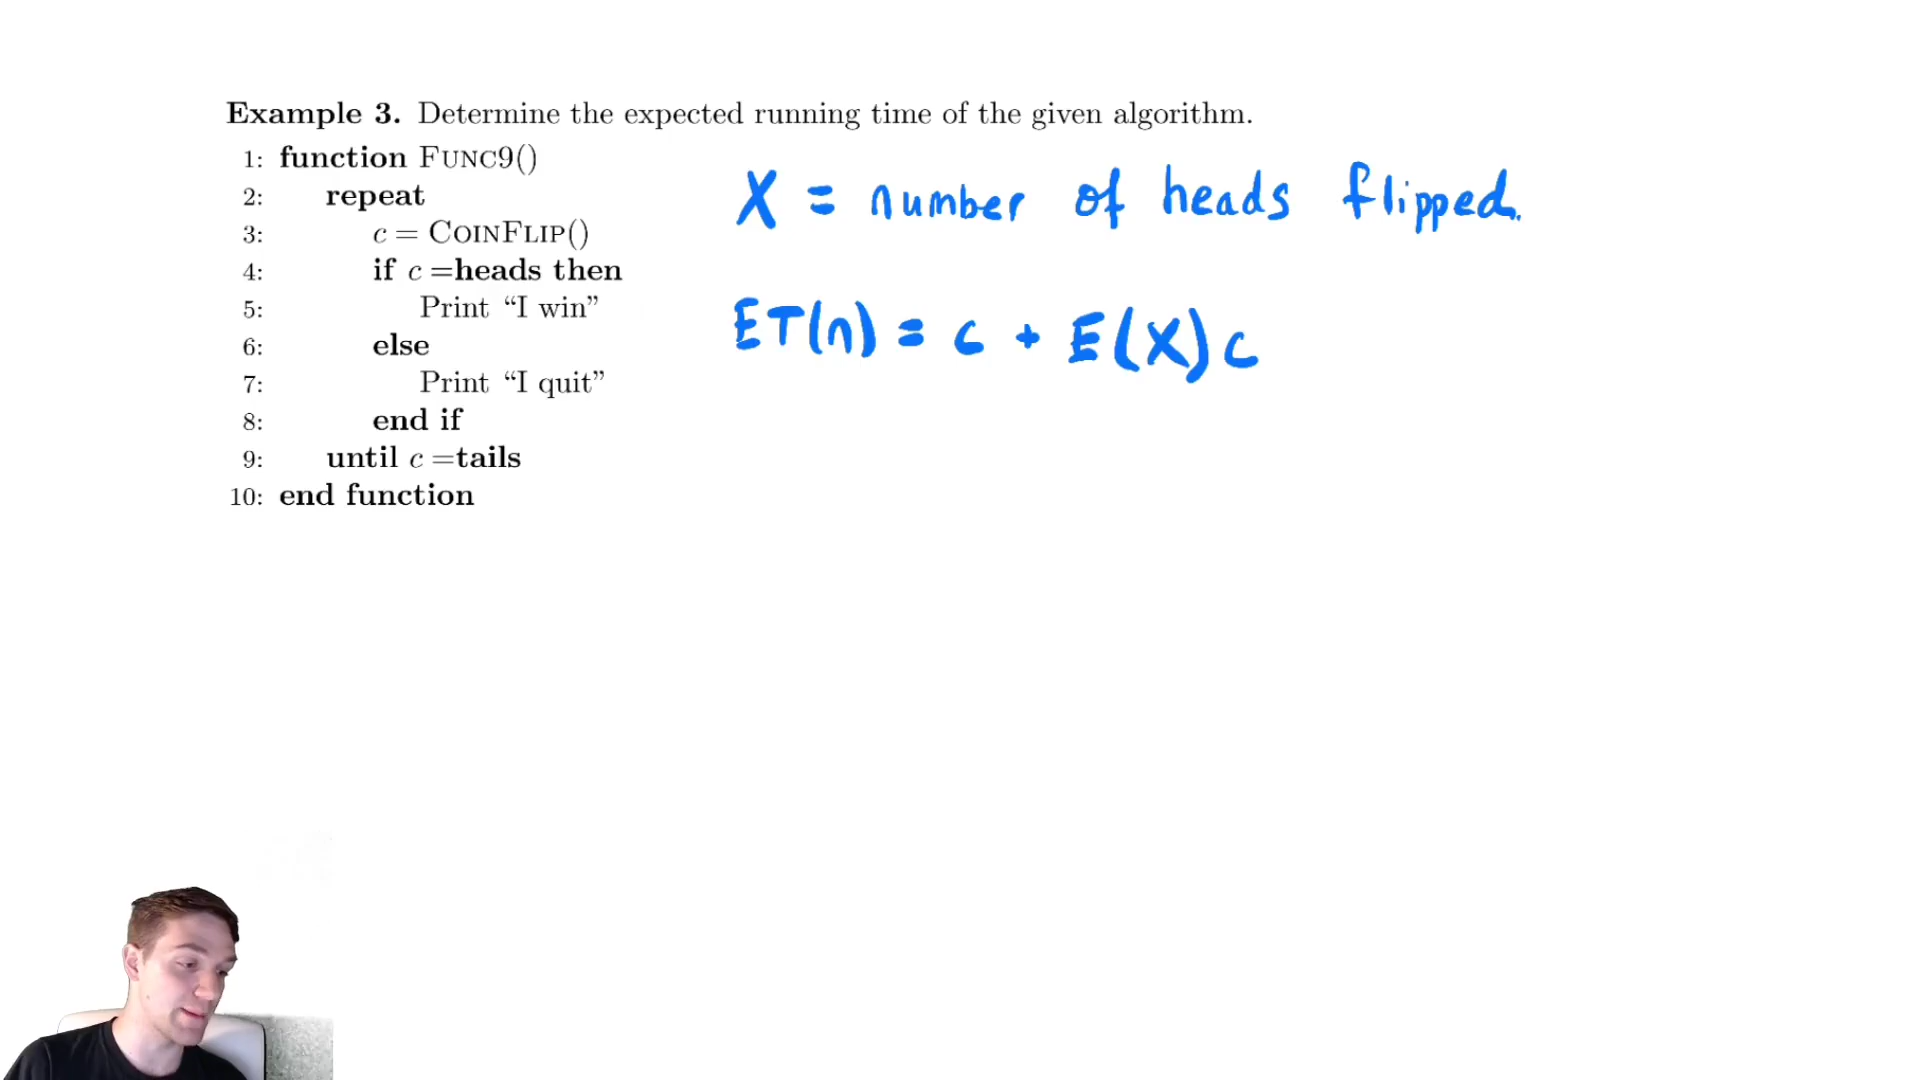 Example 3. Determine the expected running time of the given algorithm.
1: function FUNC9()
2: repeat
3: c = COINFLIP()
4: if c =heads then
5: Print “I win”
6: else
7: Print “I quit”
8: end if
9: until c =tails
10: end function
X = number of heads flipped.
ET(n) = c + E(X)c